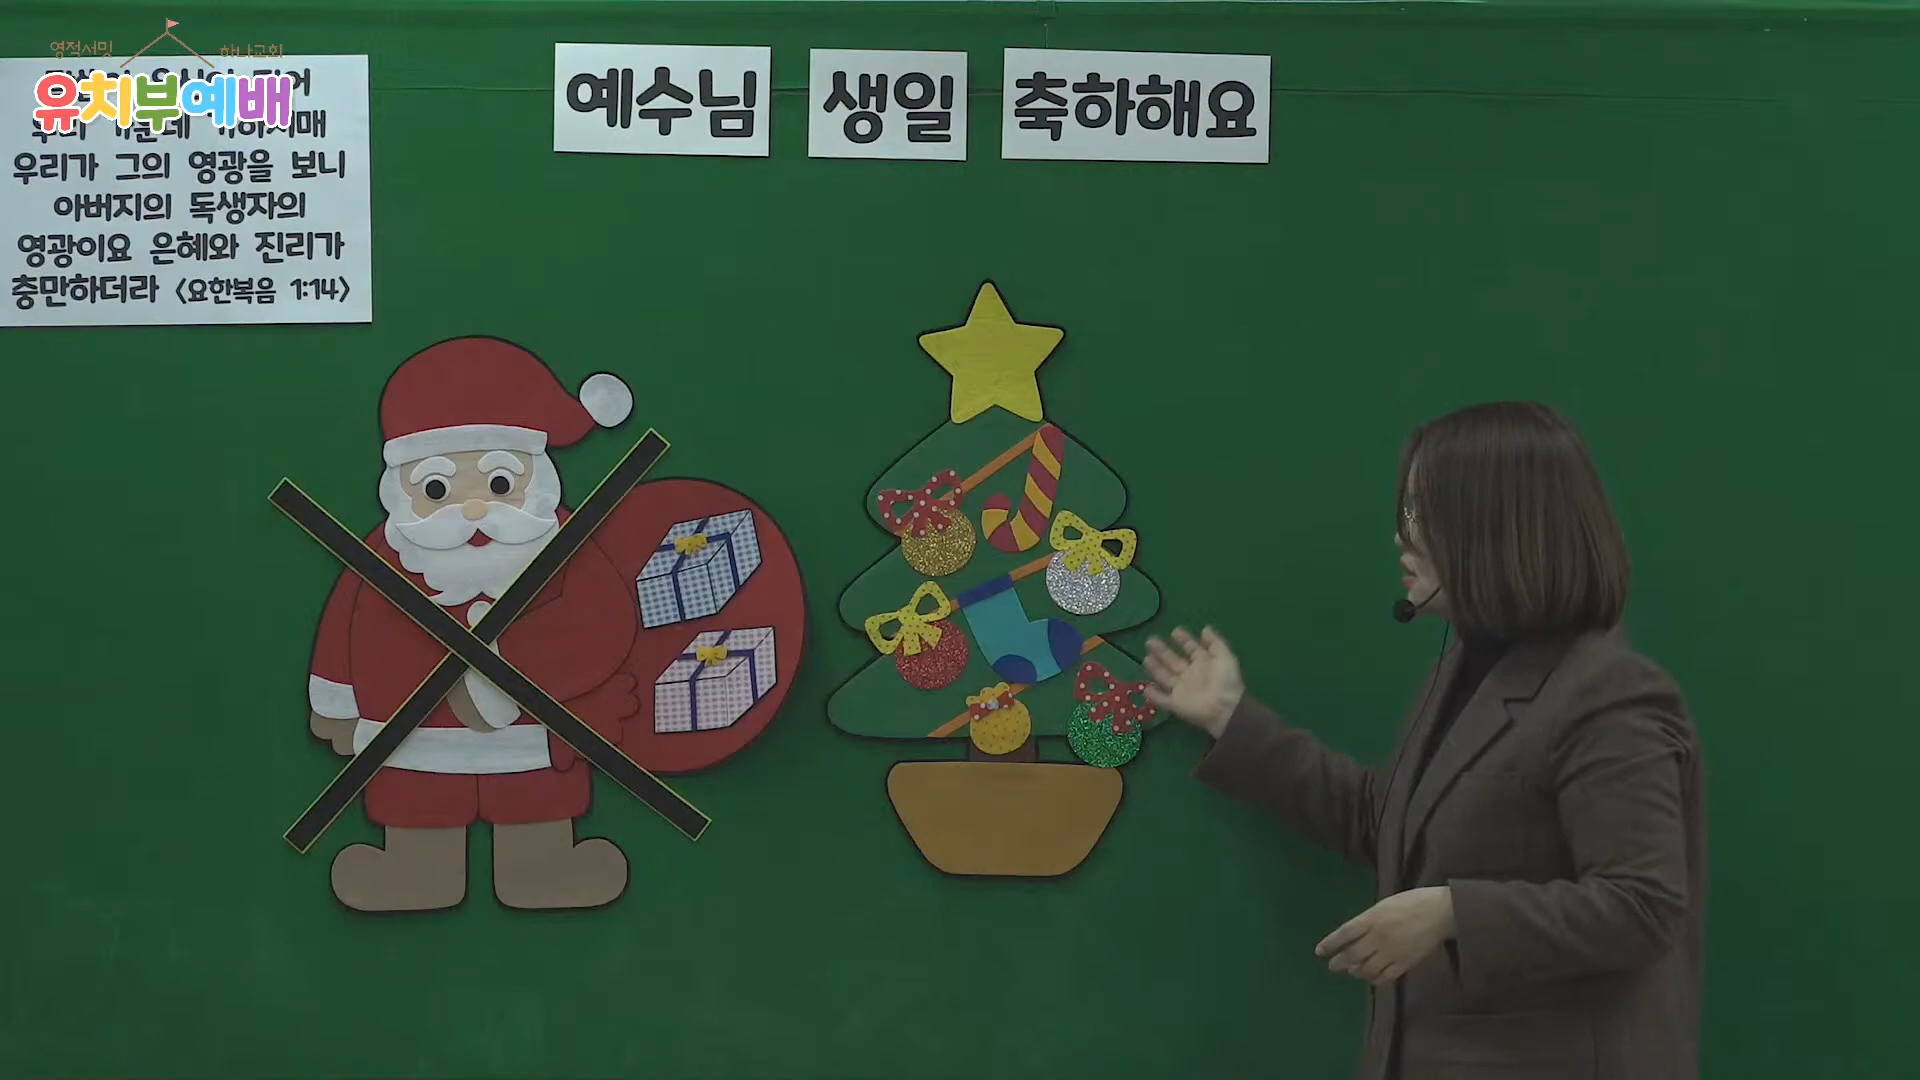 영적서밋 하나교회
유치부예배
예수님 생일 축하해요
우리가 그의 영광을 보니
아버지의 독생자의
영광이요 은혜와 진리가
충만하더라 <요한복음 1:14>